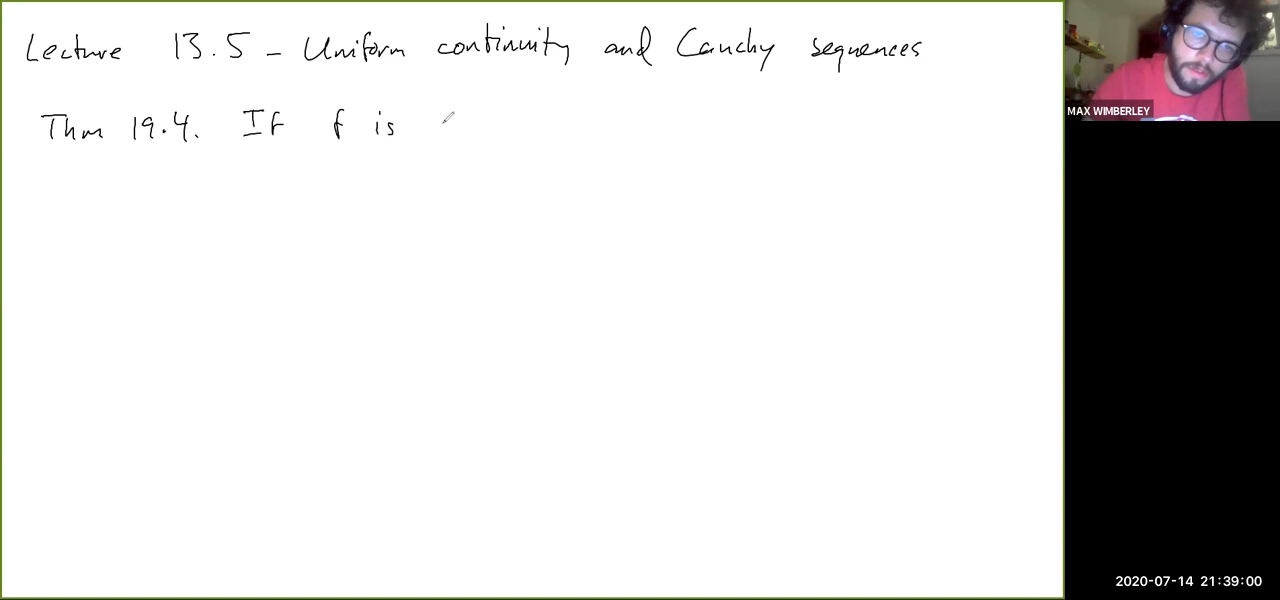 Lecture 13.5 - Uniform continuity and Cauchy sequences
Thm 19.4. If f is
MAX WIMBERLEY
2020-07-14 21:39:00